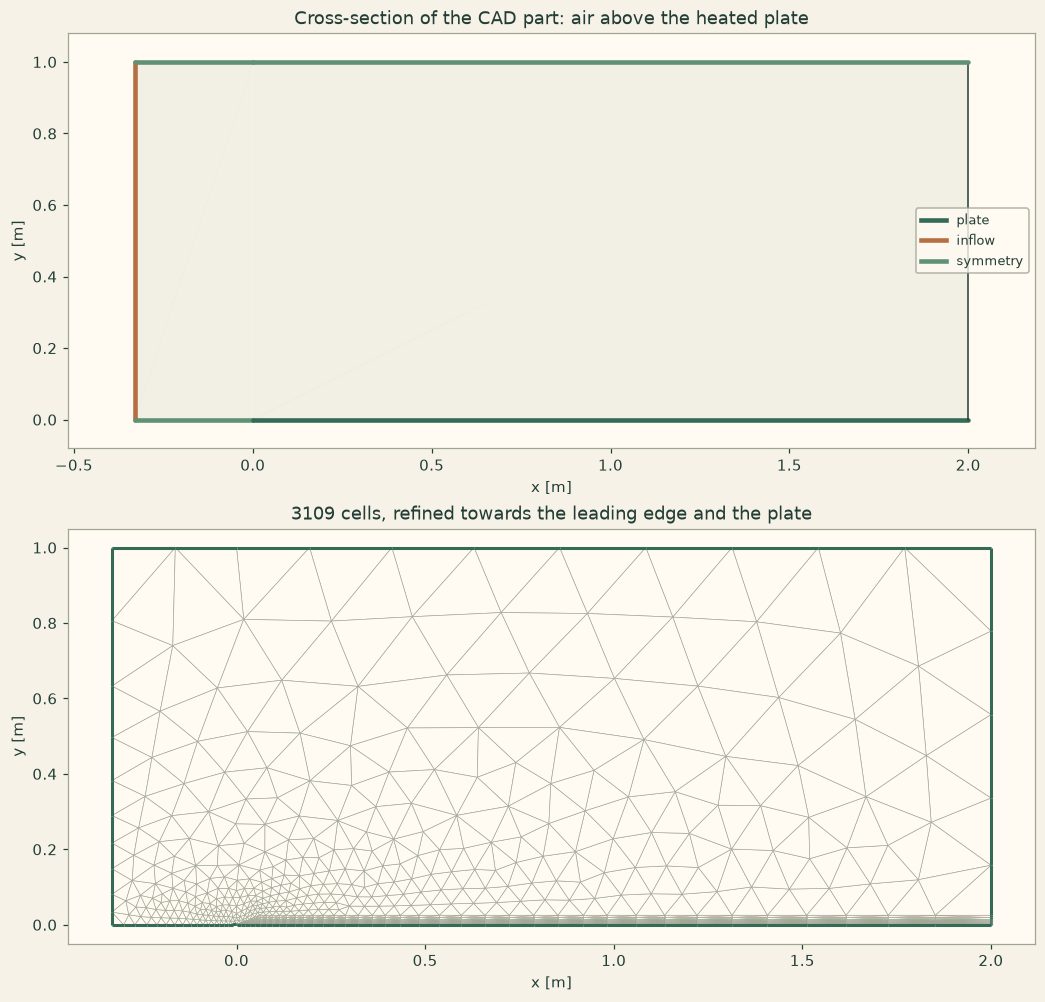 Cross-section of the CAD part: air above the heated plate
1.0
0.8
0.6
0.4
0.2
0.0
y [m]
plate
inflow
symmetry
−0.5 0.0 0.5 1.0 1.5 2.0
x [m]
3109 cells, refined towards the leading edge and the plate
1.0
0.8
0.6
0.4
0.2
0.0
y [m]
0.0 0.5 1.0 1.5 2.0
x [m]